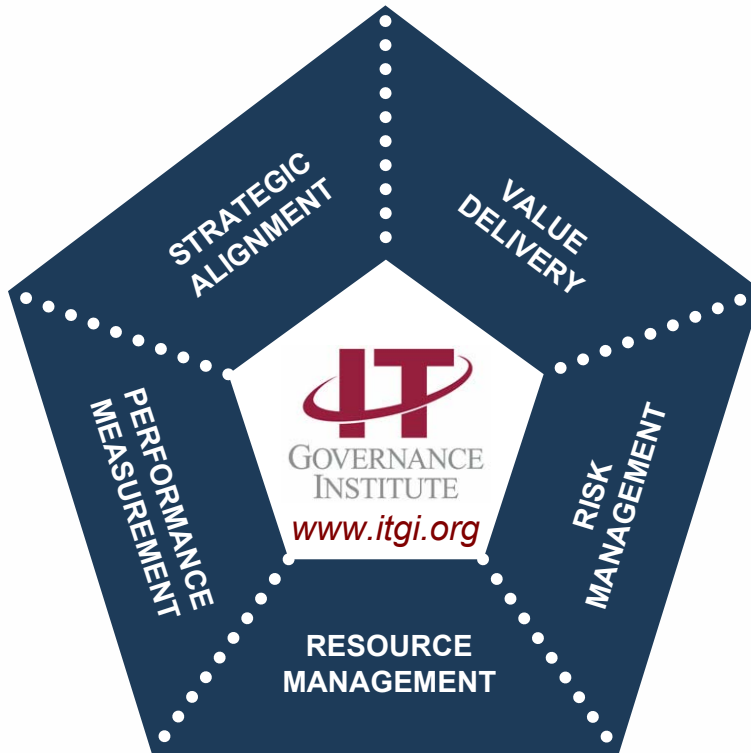 STRATEGIC
ALIGNMENT
VALUE
DELIVERY
PERFORMANCE
MEASUREMENT
IT
GOVERNANCE
INSTITUTE
www.itgi.org
RISK
MANAGEMENT
RESOURCE
MANAGEMENT